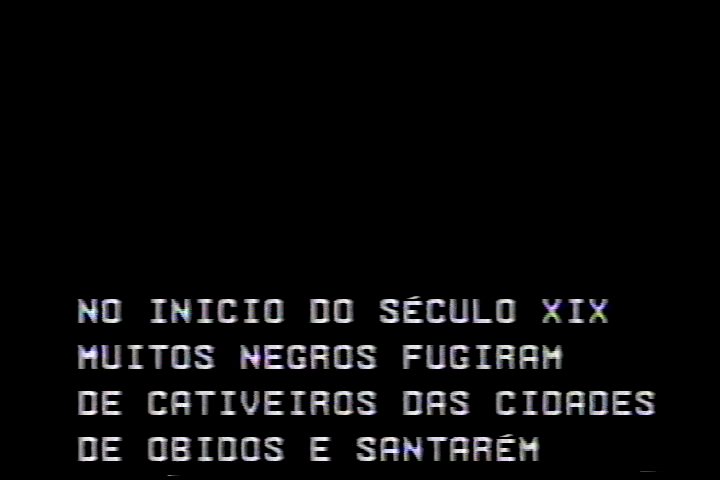 NO INICIO DO SÉCULO XIX
MUITOS NEGROS FUGIRAM
DE CATIVEIROS DAS CIDADES
DE OBIDOS E SANTARÉM